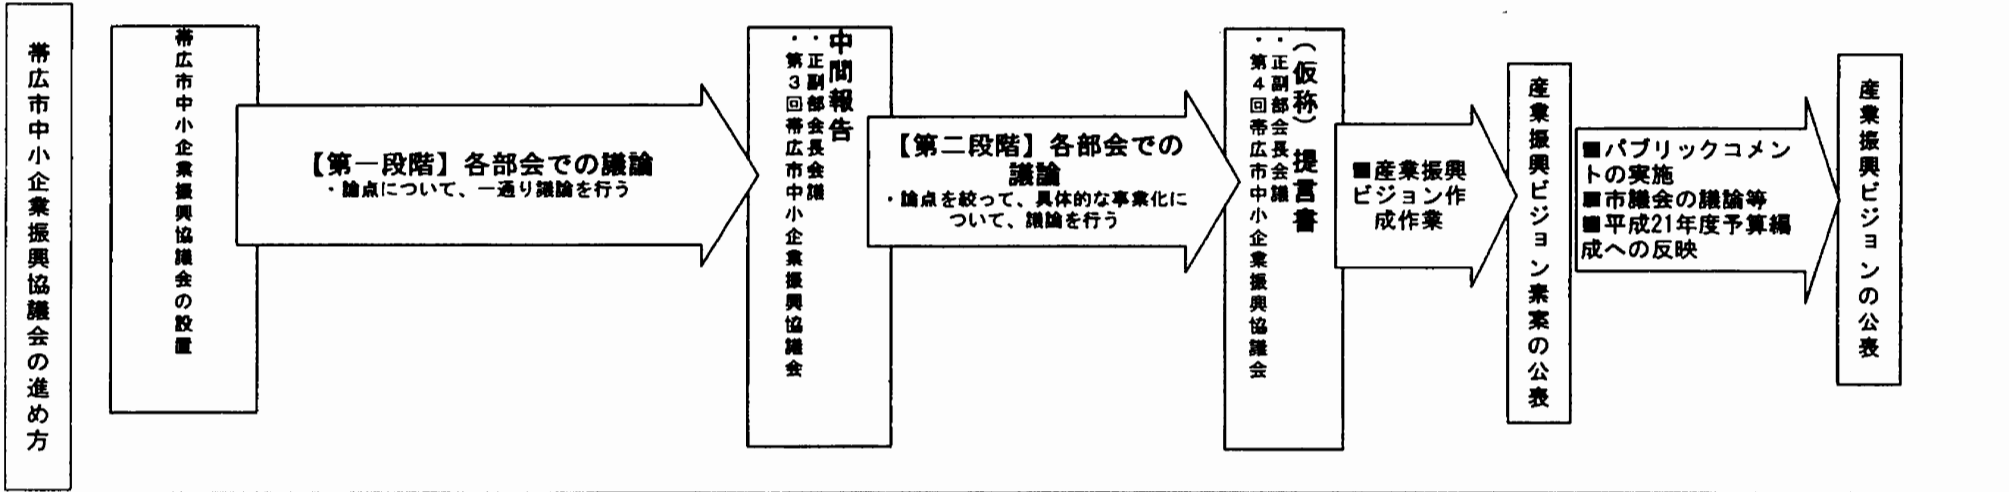 帯広市中小企業振興協議会の進め方
帯広市中小企業振興協議会の設置
【第一段階】各部会での議論
・論点について、一通り議論を行う
中間報告
・正副部会長会議
・第3回帯広市中小企業振興協議会
【第二段階】各部会での
議論
・論点を絞って、具体的な事業化に
ついて、議論を行う
（仮称）提言書
・正副部会長会議
・第4回帯広市中小企業振興協議会
■産業振興
ビジョン作
成作業
産業振興ビジョン素案の公表
■パブリックコメン
トの実施
■市議会の議論等
■平成21年度予算編
成への反映
産業振興ビジョンの公表